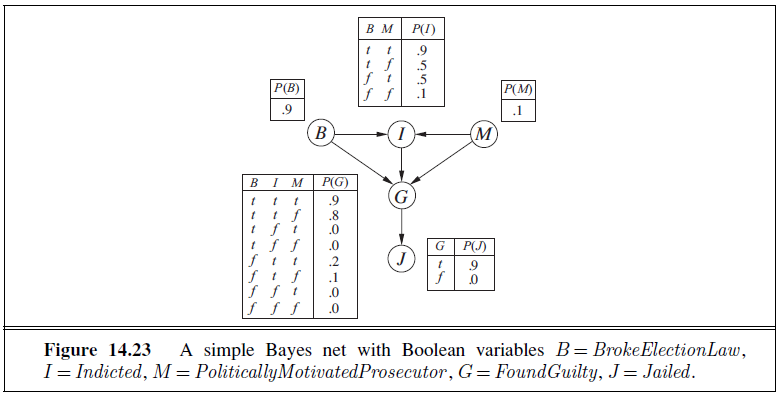 B M P(I)
t t .9
t f .5
f t .5
f f .1
P(B)
.9
P(M)
.1
B
I
M
B I M P(G)
t t t .9
t t f .8
t f t .0
t f f .0
f t t .2
f t f .1
f f t .0
f f f .0
G
J
G P(J)
t .9
f .0
Figure 14.23 A simple Bayes net with Boolean variables B = BrokeElectionLaw,
I = Indicted, M = PoliticallyMotivatedProsecutor, G = FoundGuilty, J = Jailed.